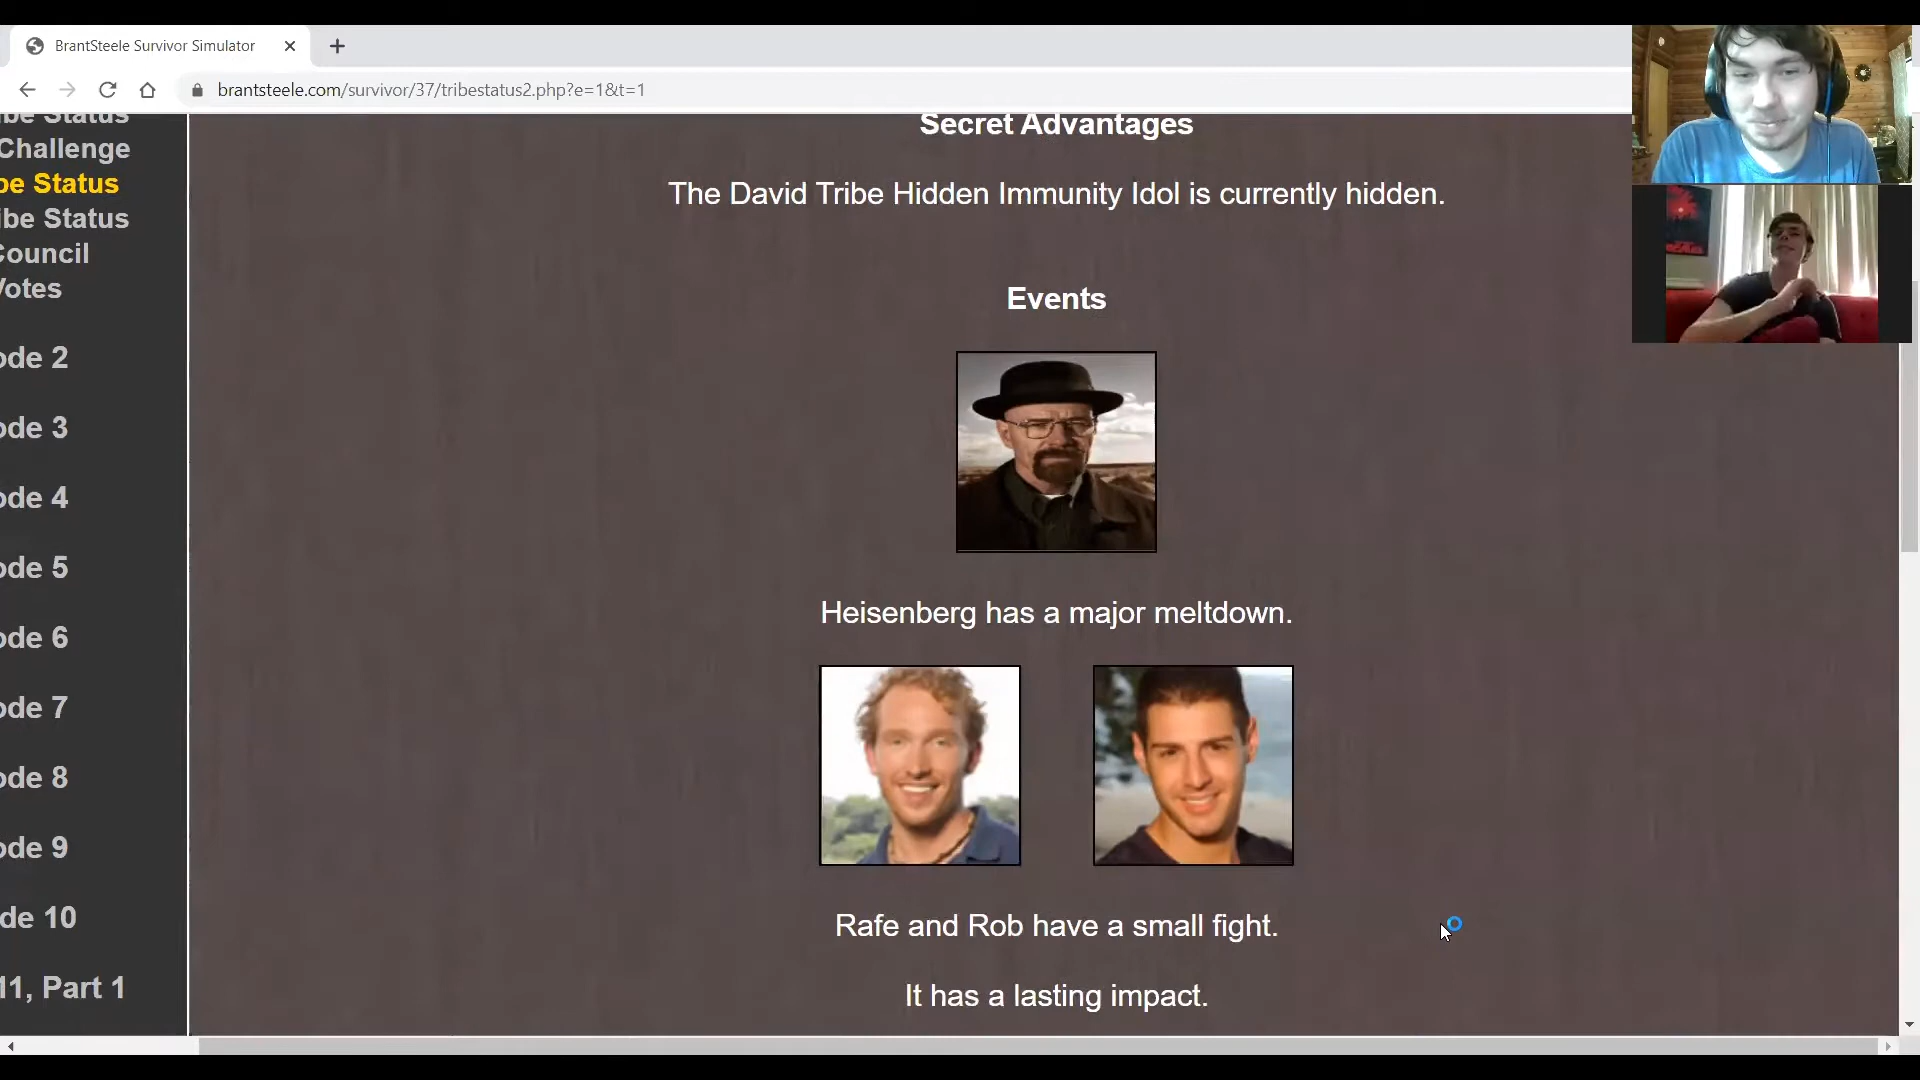 BrantSteele Survivor Simulator
brantsteele.com/survivor/37/tribestatus2.php?e=1&t=1
ibe Status
Challenge
be Status
ibe Status
Council
Votes
ode 2
ode 3
ode 4
ode 5
ode 6
ode 7
ode 8
ode 9
de 10
11, Part 1
Secret Advantages
The David Tribe Hidden Immunity Idol is currently hidden.
Events
Heisenberg has a major meltdown.
Rafe and Rob have a small fight.
It has a lasting impact.